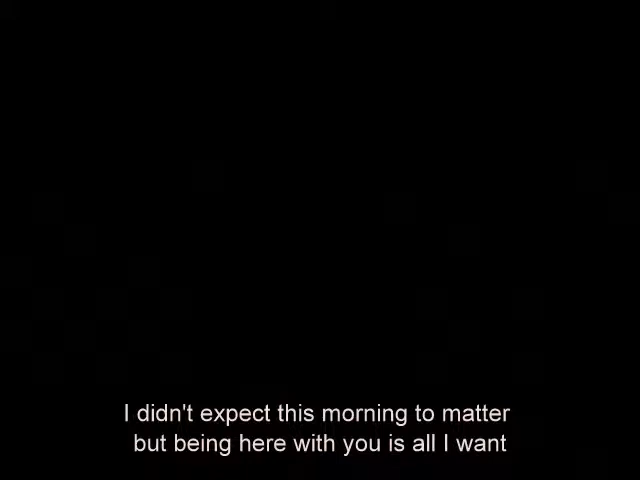 I didn't expect this morning to matter
but being here with you is all I want